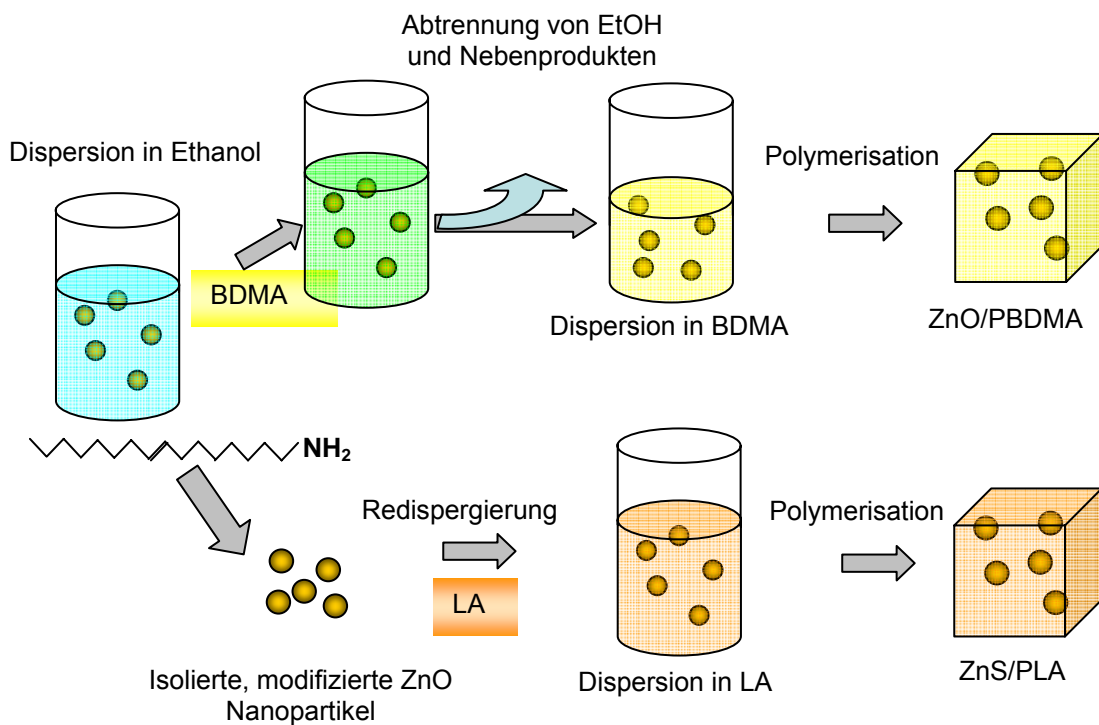 Abtrennung von EtOH
und Nebenprodukten
Dispersion in Ethanol
BDMA
Dispersion in BDMA
Polymerisation
ZnO/PBDMA
NH2
Redispergierung
LA
Isolierte, modifizierte ZnO
Nanopartikel
Dispersion in LA
Polymerisation
ZnS/PLA